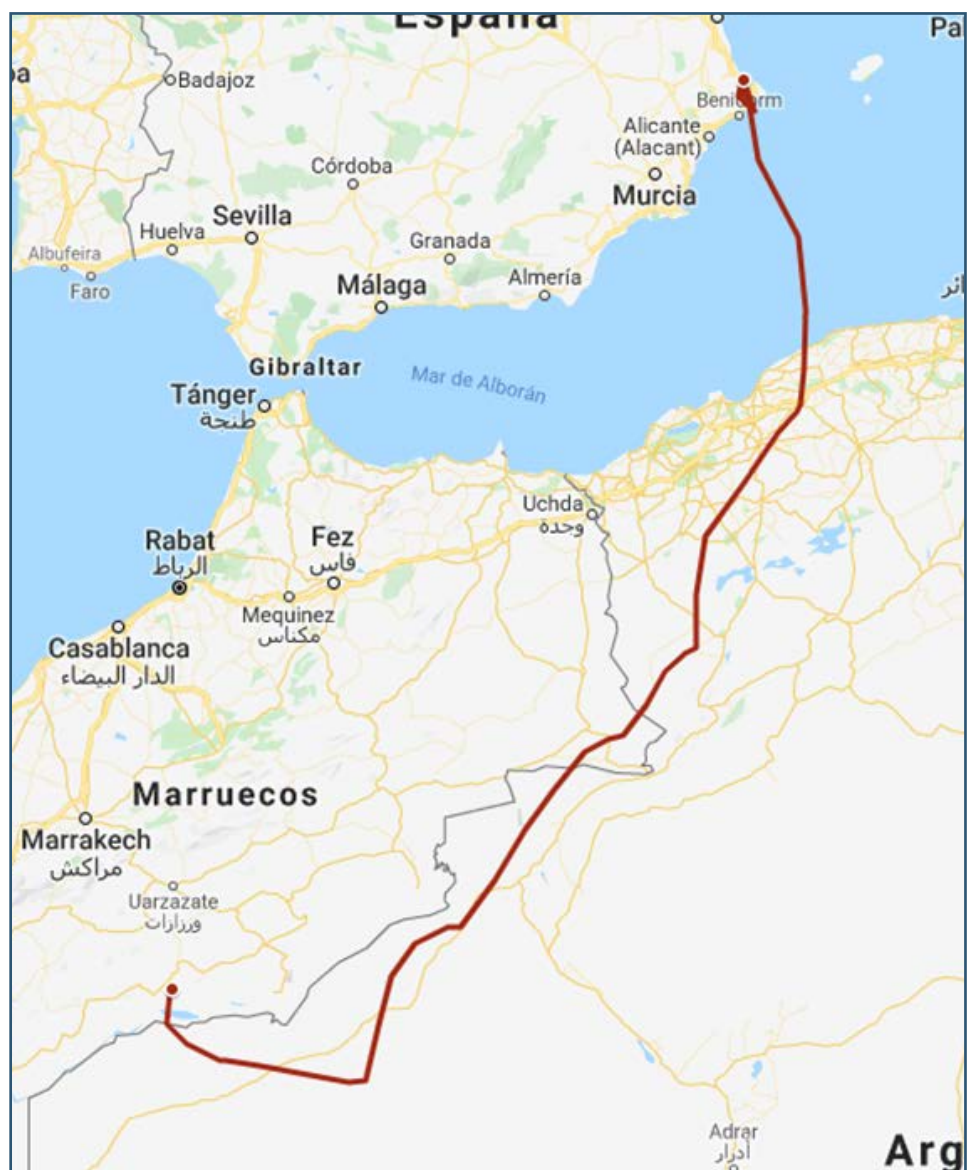 España
Pa
oa
Badajoz
Benidorm
Alicante
(Alacant)
Córdoba
Murcia
Sevilla
Huelva
Granada
Albufeira
Faro
Almería
Málaga
ائر
Gibraltar
Mar de Alborán
Tánger
طنجة
Uchda
وجدة
Rabat
الرباط
Fez
فاس
Mequinez
مكناس
Casablanca
الدار البيضاء
Marruecos
Marrakech
مراكش
Uarzazate
ورزازات
Adrar
أدرار
Arg